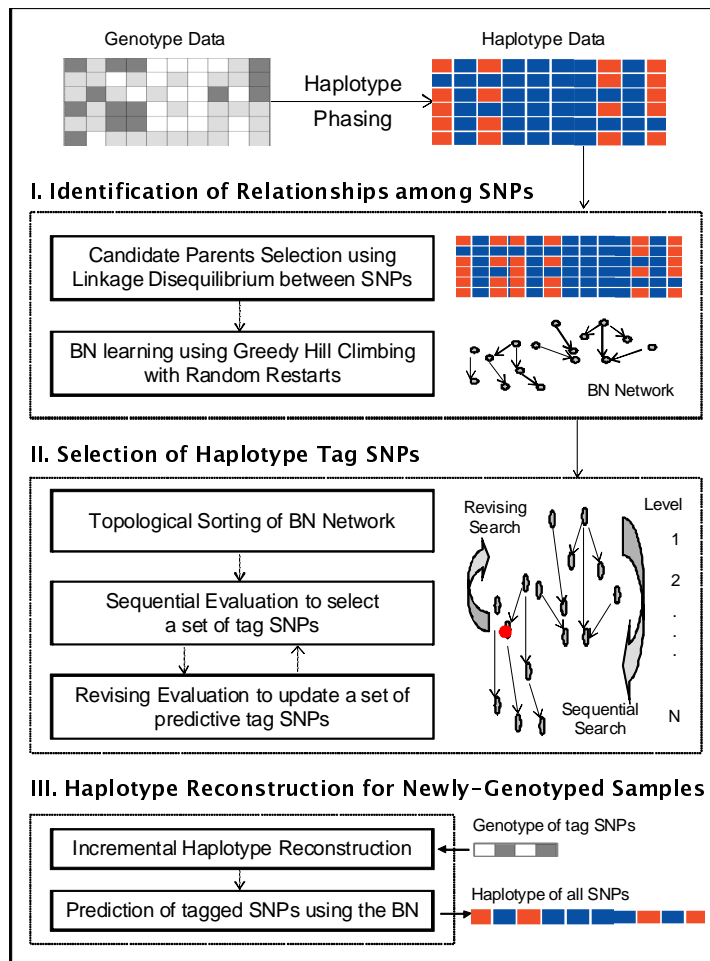 Genotype Data
Haplotype Data
Haplotype
Phasing
I. Identification of Relationships among SNPs
Candidate Parents Selection using
Linkage Disequilibrium between SNPs
BN learning using Greedy Hill Climbing
with Random Restarts
BN Network
II. Selection of Haplotype Tag SNPs
Topological Sorting of BN Network
Sequential Evaluation to select
a set of tag SNPs
Revising Evaluation to update a set of
predictive tag SNPs
Revising
Search
Level
1
2
.
.
.
N
Sequential
Search
III. Haplotype Reconstruction for Newly-Genotyped Samples
Incremental Haplotype Reconstruction
Genotype of tag SNPs
Prediction of tagged SNPs using the BN
Haplotype of all SNPs